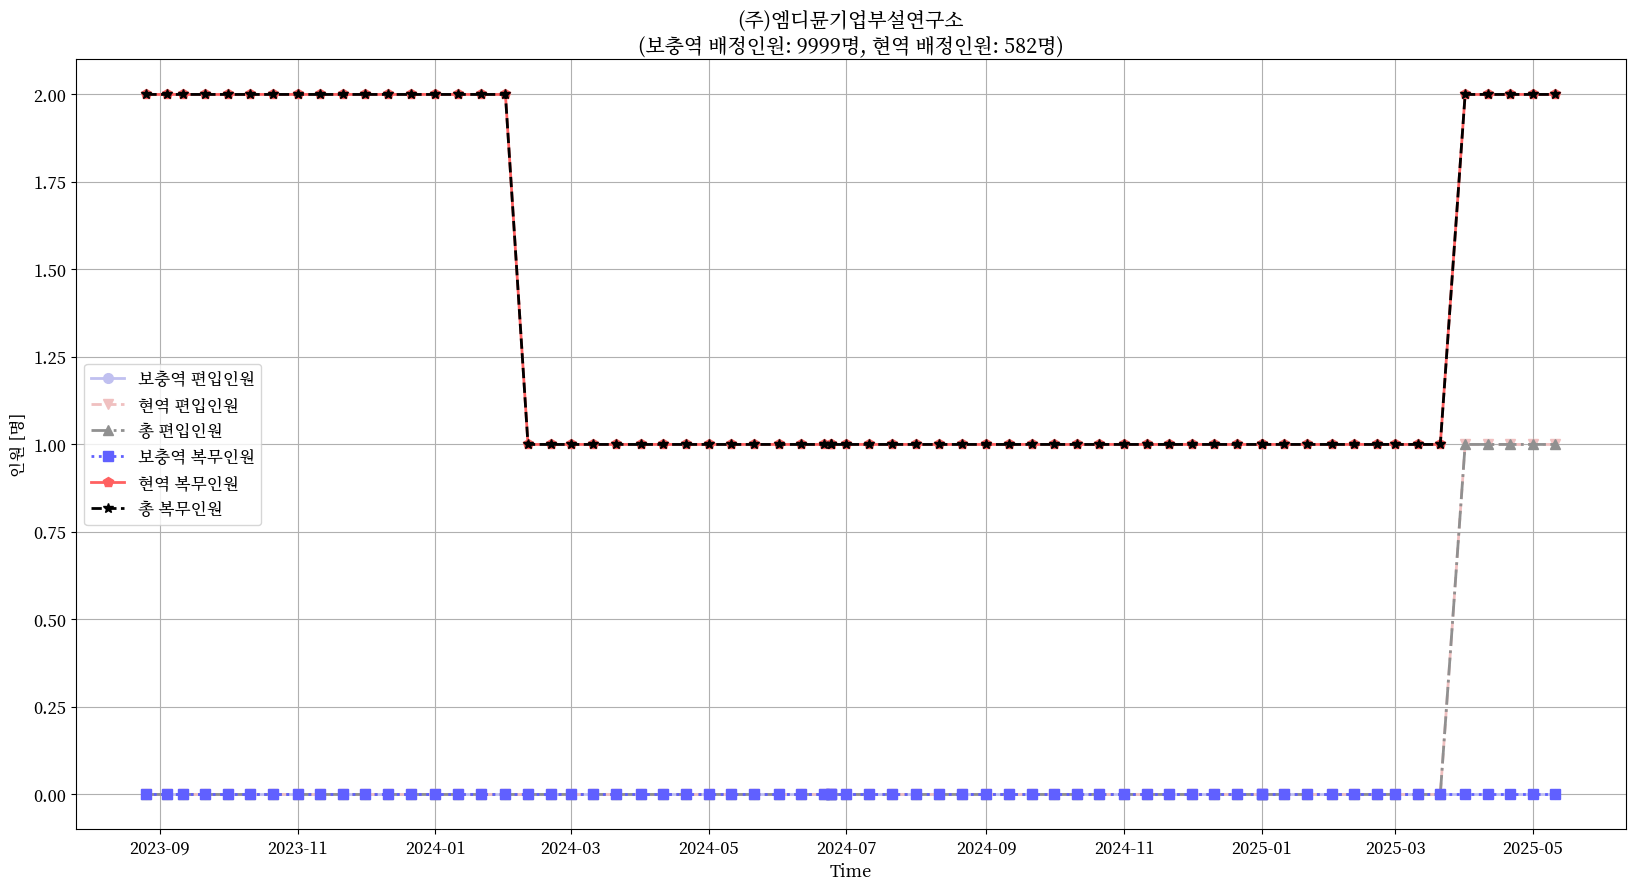 (주)엠디뮨기업부설연구소
(보충역 배정인원: 9999명, 현역 배정인원: 582명)
인원 [명]
2.00
1.75
1.50
1.25
1.00
0.75
0.50
0.25
0.00
보충역 편입인원
현역 편입인원
총 편입인원
보충역 복무인원
현역 복무인원
총 복무인원
2023-09 2023-11 2024-01 2024-03 2024-05 2024-07 2024-09 2024-11 2025-01 2025-03 2025-05
Time